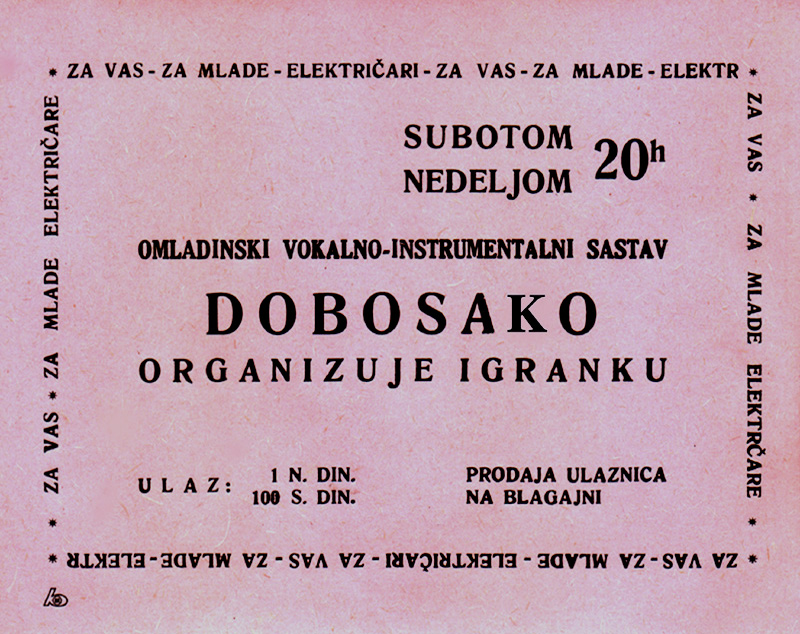 * ZA VAS - ZA MLADE - ELEKTRIČARI - ZA VAS - ZA MLADE - ELEKTR *
SUBOTOM
NEDELJOM
20h
OMLADINSKI VOKALNO-INSTRUMENTALNI SASTAV
DOBOSAKO
ORGANIZUJE IGRANKU
ULAZ: 1 N. DIN.
100 S. DIN.
PRODAJA ULAZNICA
NA BLAGAJNI
* ZA VAS * ZA MLADE ELEKTRIČARE
ZA VAS * ZA MLADE ELEKTRČARE *
* ZA VAS - ZA MLADE - ELEKTRIČARI - ZA VAS - ZA MLADE - ELEKTR *